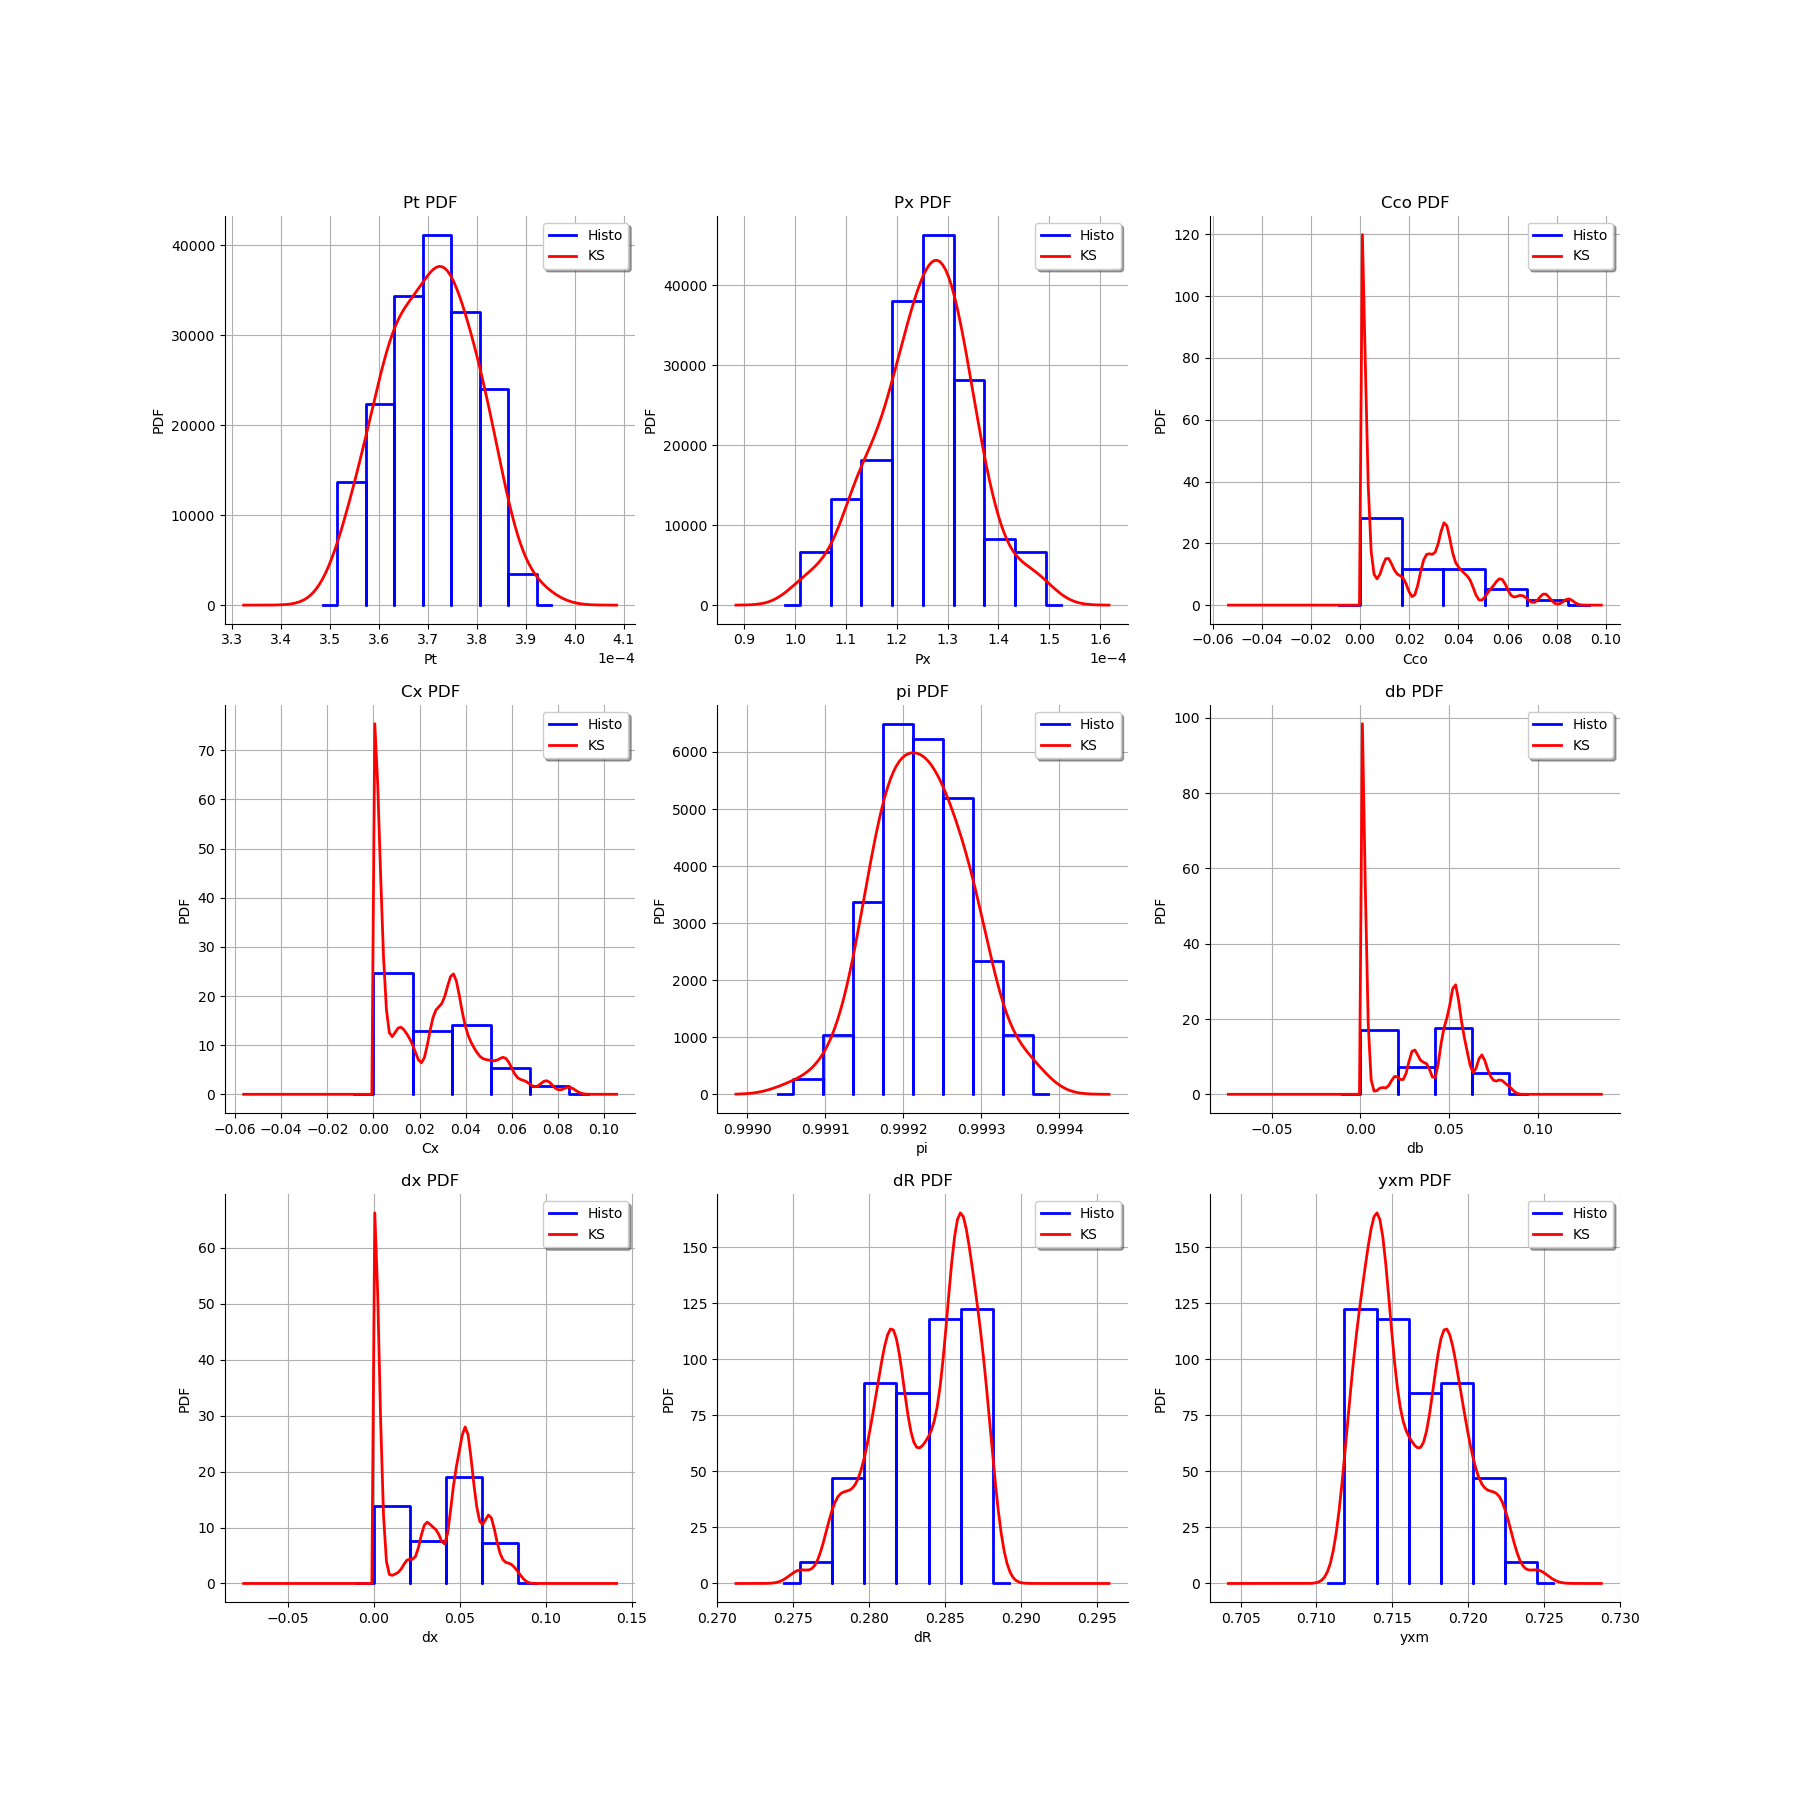 Pt PDF
Histo
KS
40000
30000
20000
10000
0
PDF
3.3 3.4 3.5 3.6 3.7 3.8 3.9 4.0 4.1
1e−4
Pt
Px PDF
Histo
KS
40000
30000
20000
10000
0
PDF
0.9 1.0 1.1 1.2 1.3 1.4 1.5 1.6
1e−4
Px
Cco PDF
Histo
KS
120
100
80
60
40
20
0
PDF
−0.06 −0.04 −0.02 0.00 0.02 0.04 0.06 0.08 0.10
Cco
Cx PDF
Histo
KS
70
60
50
40
30
20
10
0
PDF
−0.06 −0.04 −0.02 0.00 0.02 0.04 0.06 0.08 0.10
Cx
pi PDF
Histo
KS
6000
5000
4000
3000
2000
1000
0
PDF
0.9990 0.9991 0.9992 0.9993 0.9994
pi
db PDF
Histo
KS
100
80
60
40
20
0
PDF
−0.05 0.00 0.05 0.10
db
dx PDF
Histo
KS
60
50
40
30
20
10
0
PDF
−0.05 0.00 0.05 0.10 0.15
dx
dR PDF
Histo
KS
150
125
100
75
50
25
0
PDF
0.270 0.275 0.280 0.285 0.290 0.295
dR
yxm PDF
Histo
KS
150
125
100
75
50
25
0
PDF
0.705 0.710 0.715 0.720 0.725 0.730
yxm